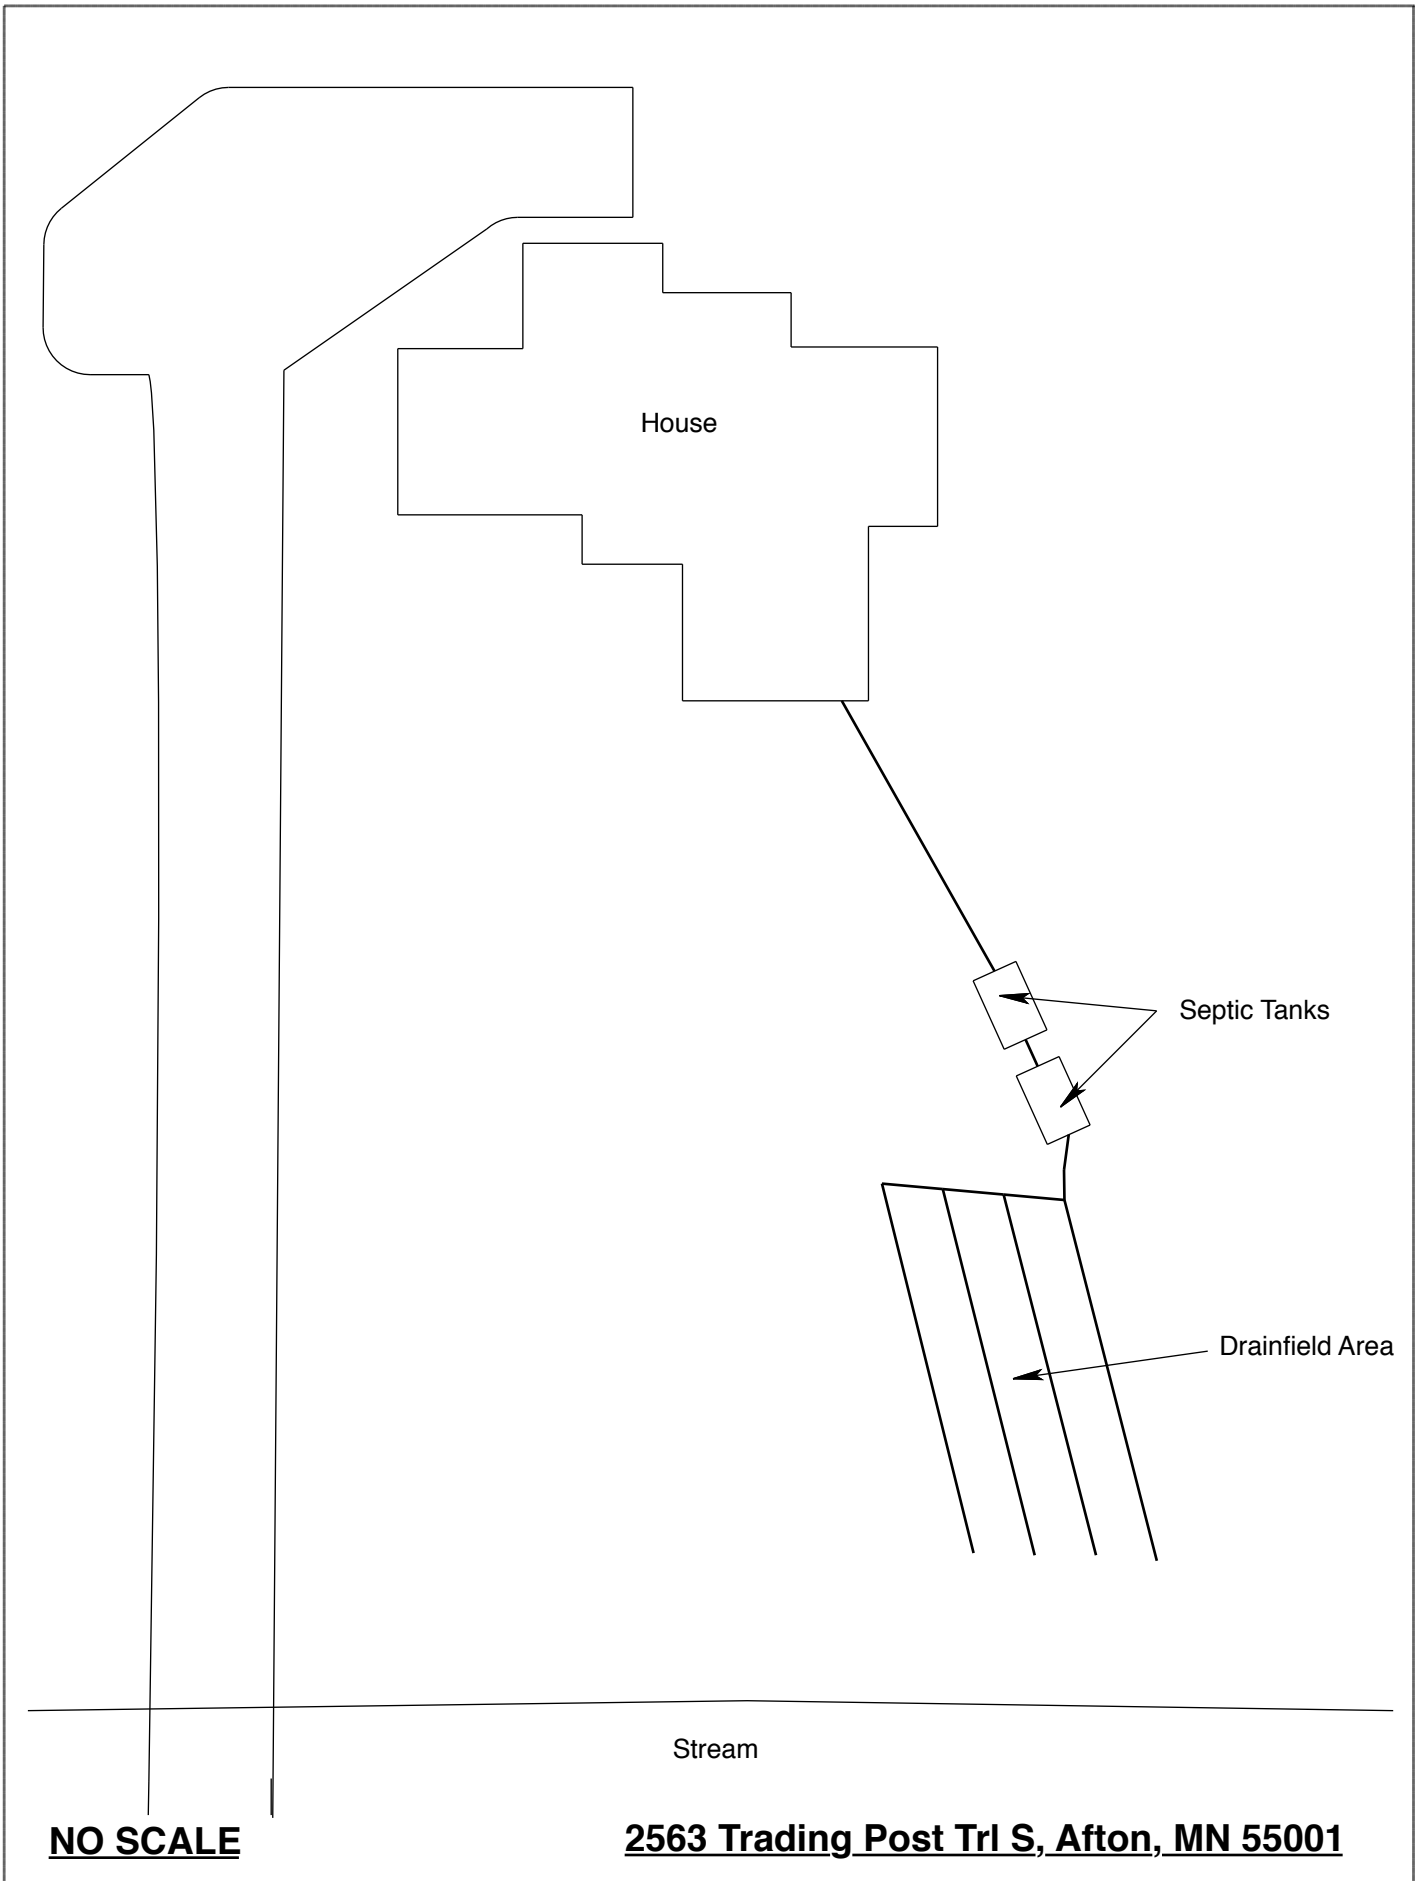 House
Septic Tanks
Drainfield Area
Stream
NO SCALE
2563 Trading Post Trl S, Afton, MN 55001